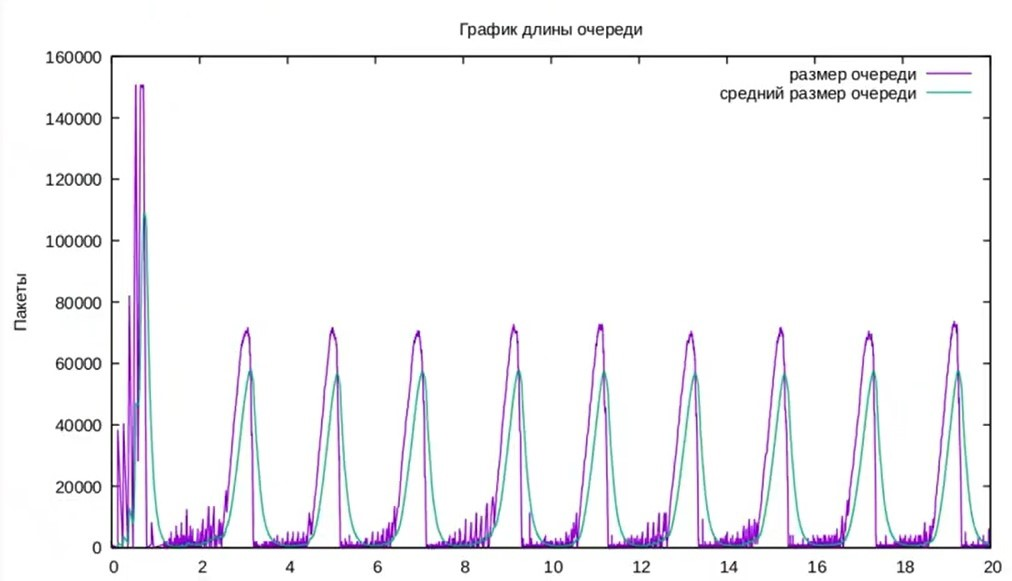 График длины очереди
160000
140000
120000
100000
80000
60000
40000
20000
0
Пакеты
размер очереди
средний размер очереди
0 2 4 6 8 10 12 14 16 18 20